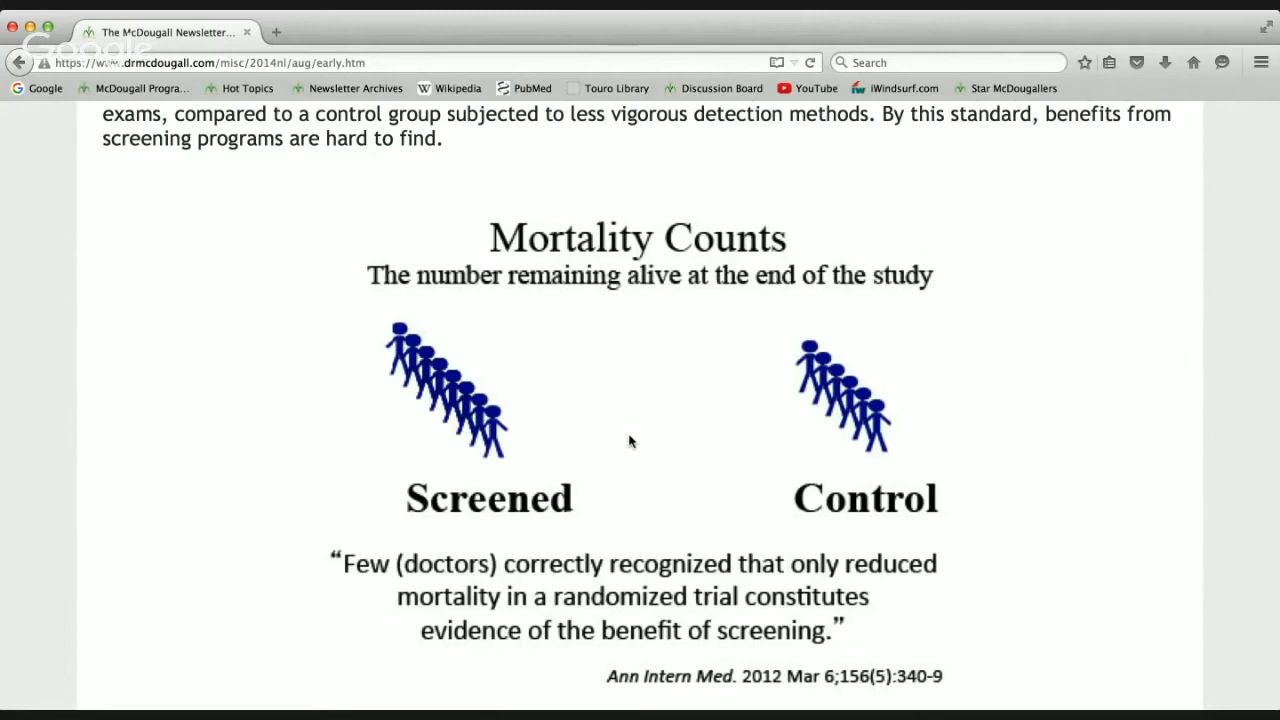 The McDougall Newsletter...
Google
https://www.drmcdougall.com/misc/2014nl/aug/early.htm
Search
Google
McDougall Progra...
Hot Topics
Newsletter Archives
Wikipedia
PubMed
Touro Library
Discussion Board
YouTube
iWindsurf.com
Star McDougallers
exams, compared to a control group subjected to less vigorous detection methods. By this standard, benefits from
screening programs are hard to find.
Mortality Counts
The number remaining alive at the end of the study
Screened
Control
“Few (doctors) correctly recognized that only reduced
mortality in a randomized trial constitutes
evidence of the benefit of screening.”
Ann Intern Med. 2012 Mar 6;156(5):340-9